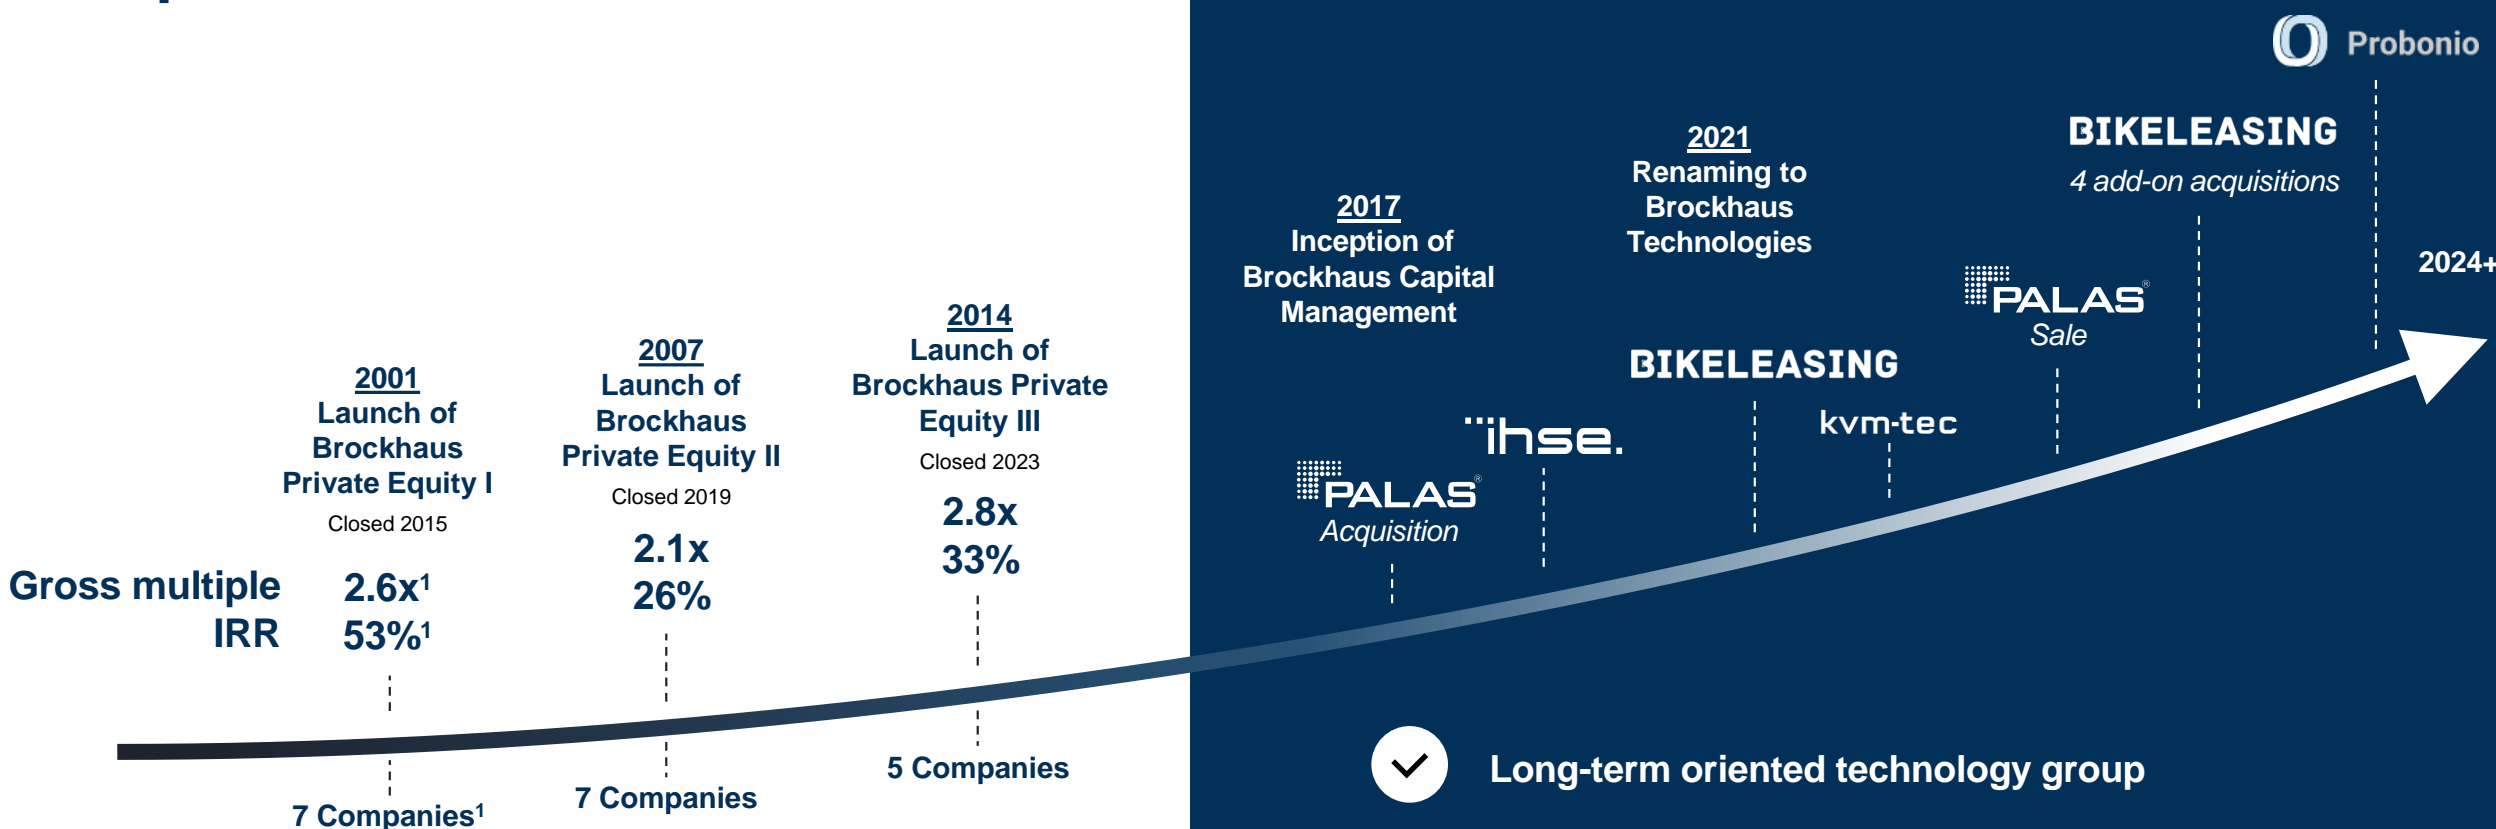 2001
Launch of
Brockhaus
Private Equity I
Closed 2015
Gross multiple
2.6x¹
IRR
53%¹
7 Companies¹
2007
Launch of
Brockhaus
Private Equity II
Closed 2019
2.1x
26%
7 Companies
2014
Launch of
Brockhaus Private
Equity III
Closed 2023
2.8x
33%
5 Companies
2017
Inception of
Brockhaus Capital
Management
PALAS®
Acquisition
ihse.
2021
Renaming to
Brockhaus
Technologies
BIKELEASING
kvm-tec
PALAS®
Sale
BIKELEASING
4 add-on acquisitions
Probonio
2024+
Long-term oriented technology group